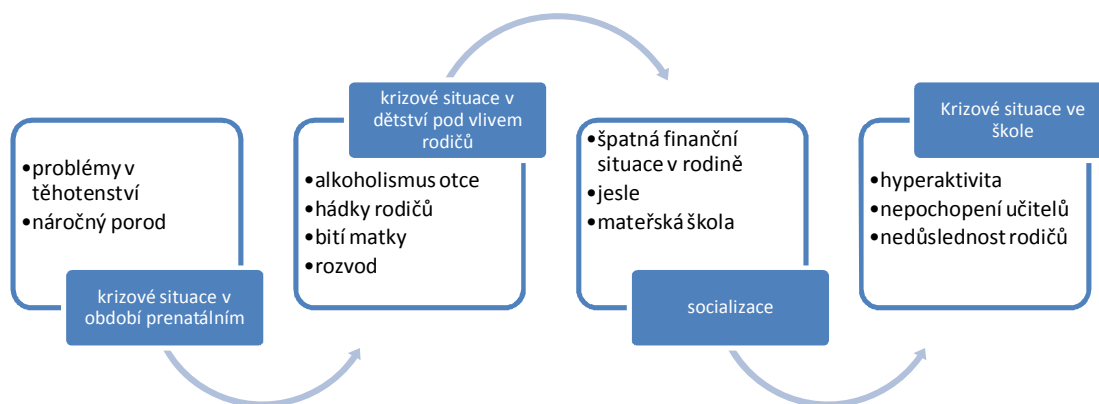 •problémy v
těhotenství
•náročný porod
krizové situace v
období prenatálním
krizové situace v
dětství pod vlivem
rodičů
•alkoholismus otce
•hádky rodičů
•bití matky
•rozvod
•špatná finanční
situace v rodině
•jesle
•mateřská škola
socializace
Krizové situace ve
škole
•hyperaktivita
•nepochopení učitelů
•nedůslednost rodičů